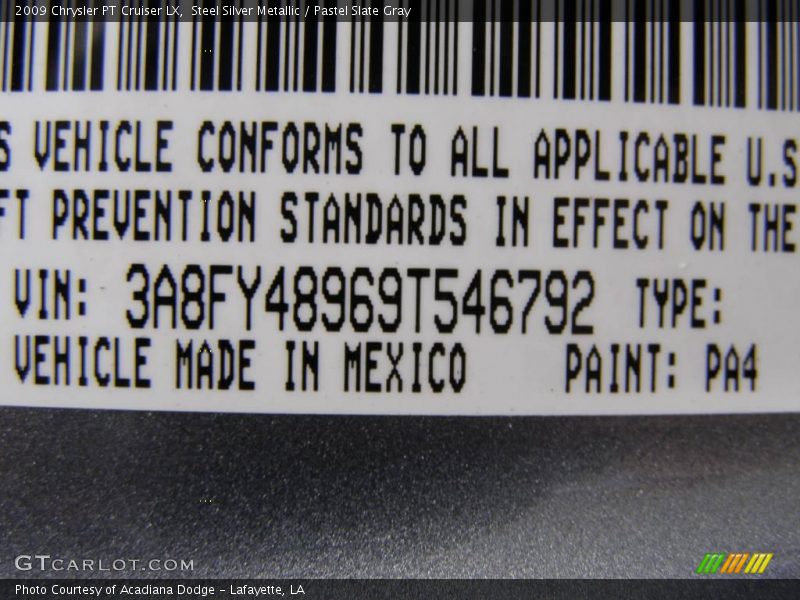 2009 Chrysler PT Cruiser LX, Steel Silver Metallic / Pastel Slate Gray
S VEHICLE CONFORMS TO ALL APPLICABLE U.S
FT PREVENTION STANDARDS IN EFFECT ON THE
VIN: 3A8FY48969T546792 TYPE:
VEHICLE MADE IN MEXICO PAINT: PA4
GTCARLOT.COM
Photo Courtesy of Acadiana Dodge - Lafayette, LA